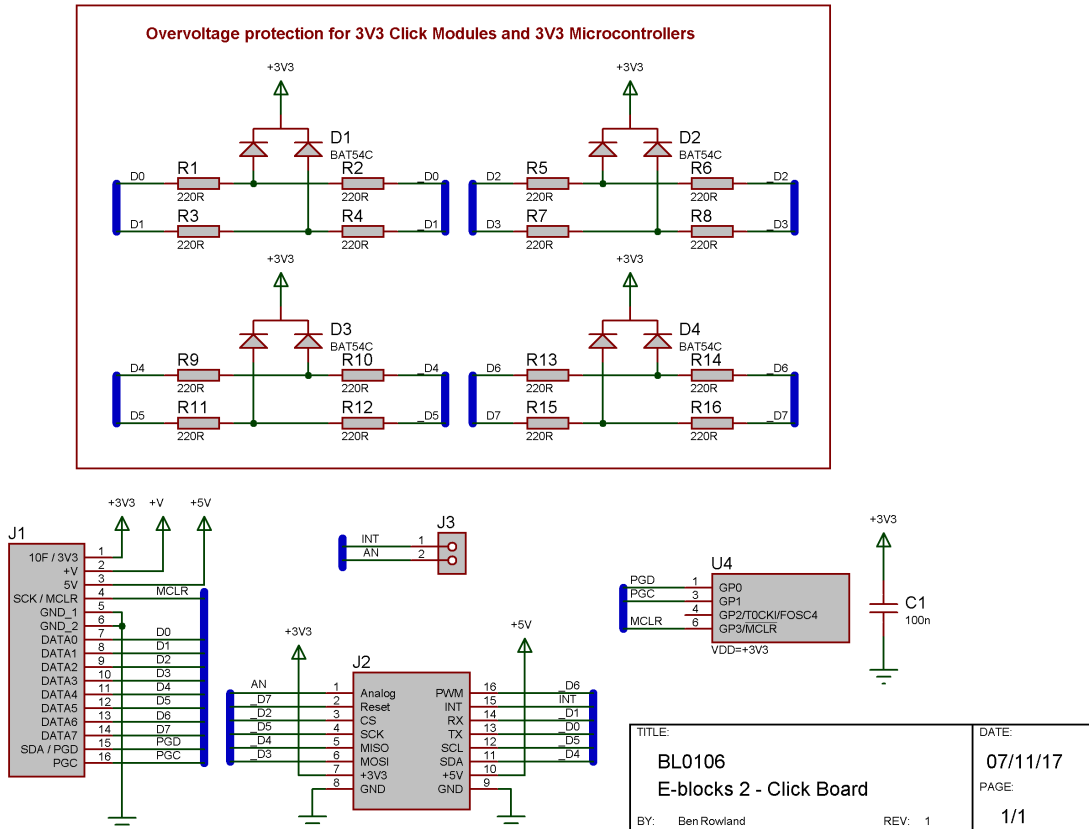 Overvoltage protection for 3V3 Click Modules and 3V3 Microcontrollers
+3V3
D1
BAT54C
D0 R1 R2 _D0
220R 220R
D1 R3 R4 _D1
220R 220R
+3V3
D2
BAT54C
D2 R5 R6 _D2
220R 220R
D3 R7 R8 _D3
220R 220R
+3V3
D3
BAT54C
D4 R9 R10 _D4
220R 220R
D5 R11 R12 _D5
220R 220R
+3V3
D4
BAT54C
D6 R13 R14 _D6
220R 220R
D7 R15 R16 _D7
220R 220R
+3V3 +V +5V
J1
10F / 3V3 1
+V 2
5V 3
SCK / MCLR 4 MCLR
GND_1 5
GND_2 6
DATA0 7 D0
DATA1 8 D1
DATA2 9 D2
DATA3 10 D3
DATA4 11 D4
DATA5 12 D5
DATA6 13 D6
DATA7 14 D7
SDA / PGD 15 PGD
PGC 16 PGC
J3
INT 1
AN 2
+3V3
+5V
J2
AN 1 Analog PWM 16 _D6
_D7 2 Reset INT 15 INT
_D2 3 CS RX 14 _D1
_D5 4 SCK TX 13 _D0
_D4 5 MISO SCL 12 _D5
_D3 6 MOSI SDA 11 _D4
7 +3V3 +5V 10
8 GND GND 9
U4
PGD 1 GP0
PGC 3 GP1
4 GP2/T0CKI/FOSC4
MCLR 6 GP3/MCLR
VDD=+3V3
+3V3
C1
100n
TITLE:
BL0106
E-blocks 2 - Click Board
BY: Ben Rowland REV: 1
DATE:
07/11/17
PAGE:
1/1